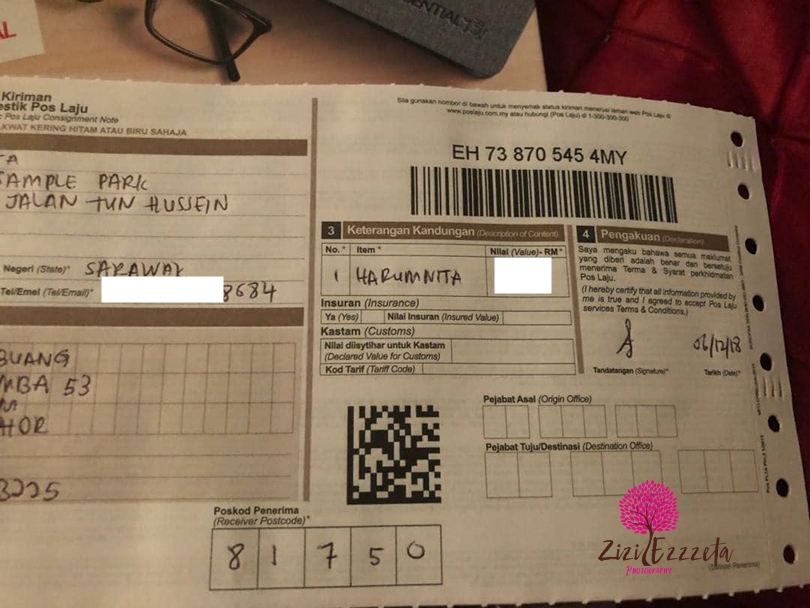 AL
ENTIAL
Kiriman
estik Pos Laju
Pos Laju Consignment Note
AKWAT KERING HITAM ATAU BIRU SAHAJA
TA
SAMPLE PARK
JALAN TUN HUSSEIN
Negeri (State)* SARAWAK
Tel/Emel (Tel/Email)* 8684
BUANG
MBA 53
M
HOR
3225
Poskod Penerima
(Receiver Postcode)*
8 1 7 5 0
Sila gunakan nombor di bawah untuk menyemak status kiriman menerusi laman web Pos Laju di
www.poslaju.com.my atau hubungi (Pos Laju) di 1-300-300-300
EH 73 870 545 4MY
3 Keterangan Kandungan (Description of Content)
No.* Item* Nilai (Value)- RM*
1 HARUMNITA
Insuran (Insurance)
Ya (Yes) Nilai Insuran (Insured Value)
Kastam (Customs)
Nilai diisytihar untuk Kastam
(Declared Value for Customs)
Kod Tarif (Tariff Code)
4 Pengakuan (Declaration)
Saya mengaku bahawa semua maklumat
yang diberi adalah benar dan bersetuju
menerima Terma & Syarat perkhidmatan
Pos Laju.
(I hereby certify that all information provided by
me is true and I agreed to accept Pos Laju
services Terms & Conditions.)
06/12/18
Tandatangan (Signature)* Tarikh (Date)*
Pejabat Asal (Origin Office)
Pejabat Tuju/Destinasi (Destination Office)
Zizi Ezzzeta
Photography